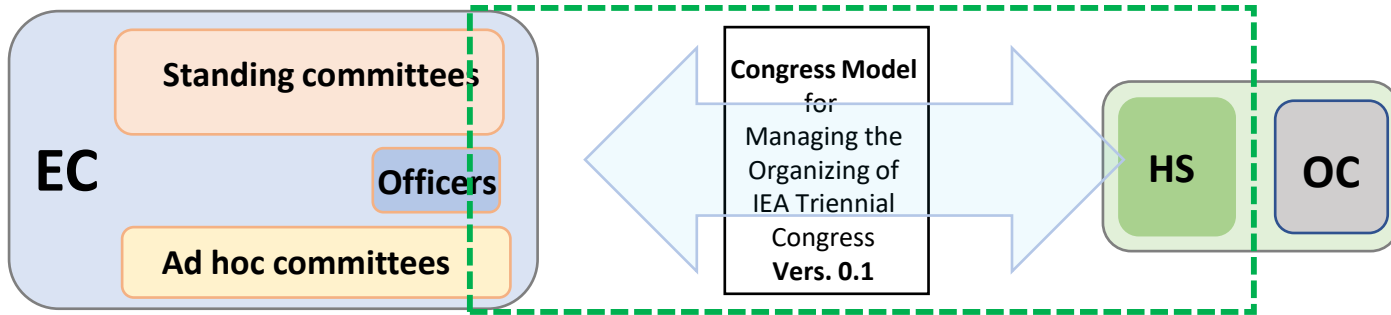 EC
Standing committees
Officers
Ad hoc committees
Congress Model
for
Managing the
Organizing of
IEA Triennial
Congress
Vers. 0.1
HS
OC